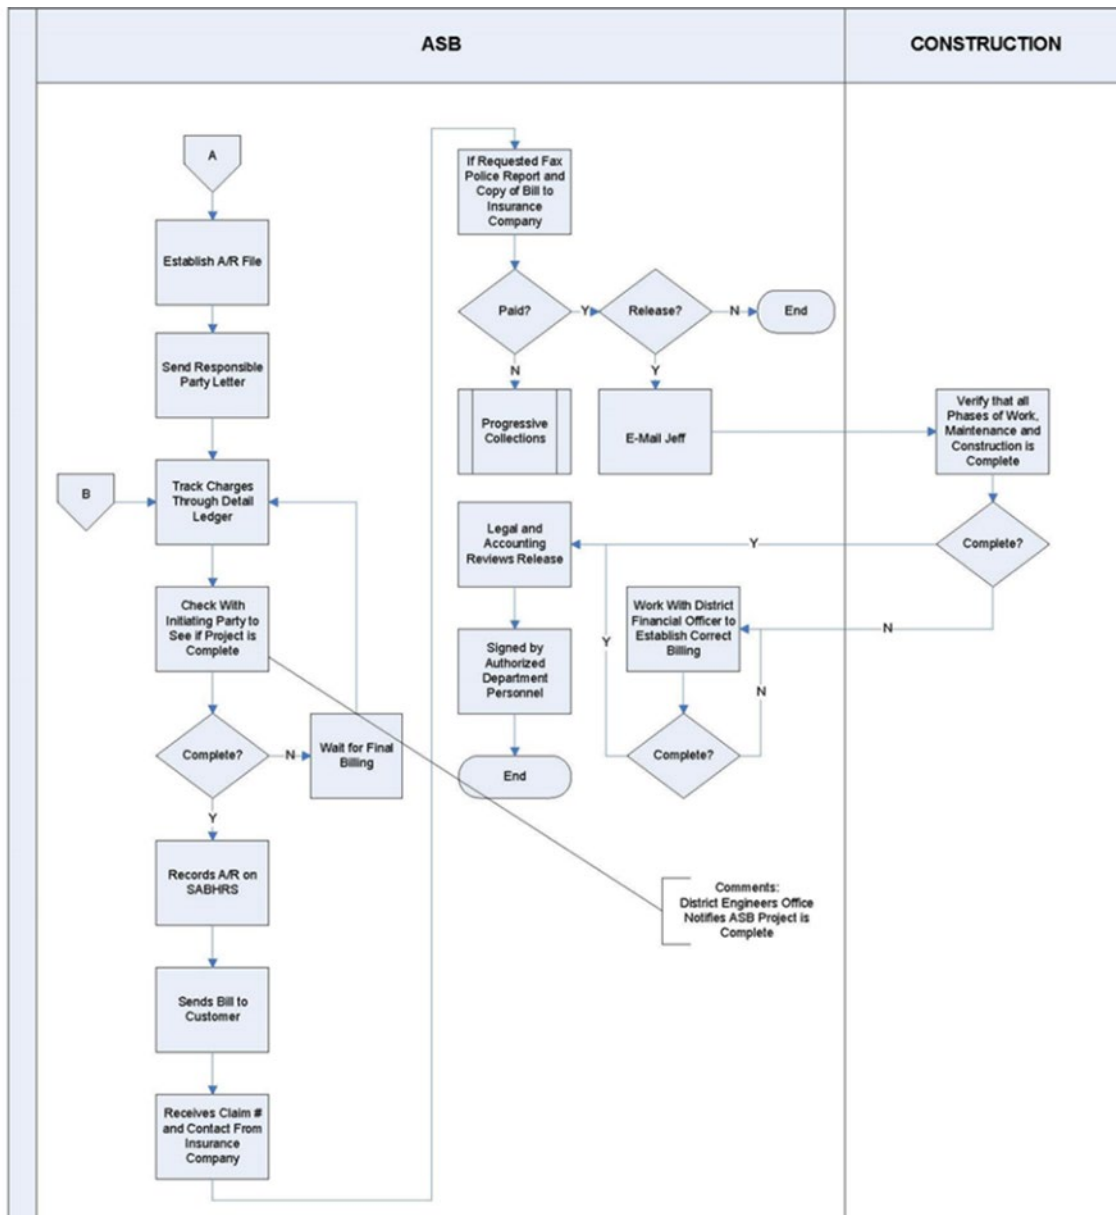 ASB
CONSTRUCTION
A
Establish A/R File
Send Responsible
Party Letter
B
Track Charges
Through Detail
Ledger
Check With
Initiating Party to
See if Project is
Complete
Complete?
N
Wait for Final
Billing
Y
Records A/R on
SABHRS
Sends Bill to
Customer
Receives Claim #
and Contact From
Insurance
Company
If Requested Fax
Police Report and
Copy of Bill to
Insurance
Company
Paid?
Y
Release?
N
End
N
Y
Progressive
Collections
E-Mail Jeff
Verify that all
Phases of Work,
Maintenance and
Construction is
Complete
Complete?
Y
Legal and
Accounting
Reviews Release
N
Work With District
Financial Officer to
Establish Correct
Billing
Y
N
Complete?
Signed by
Authorized
Department
Personnel
End
Comments:
District Engineers Office
Notifies ASB Project is
Complete